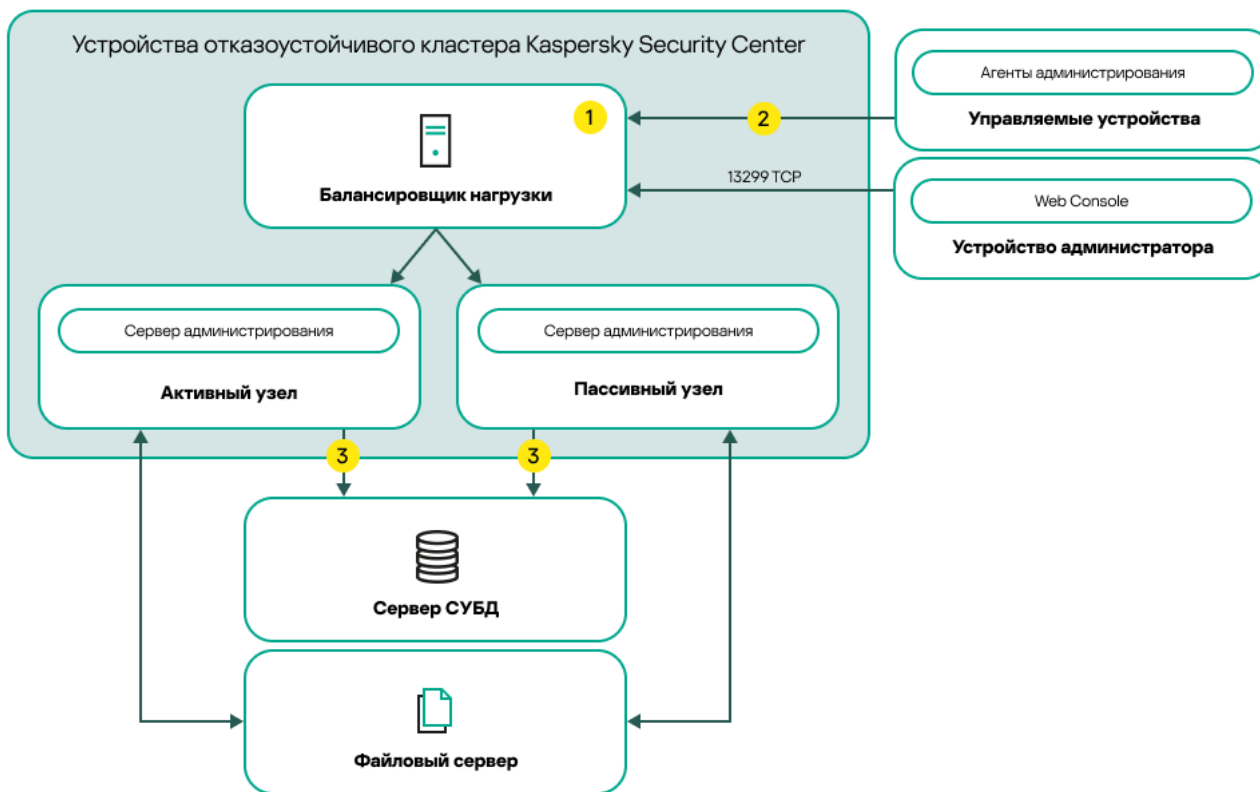 Устройства отказоустойчивого кластера Kaspersky Security Center
1
Балансировщик нагрузки
2
Агенты администрирования
Управляемые устройства
13299 TCP
Web Console
Устройство администратора
Сервер администрирования
Активный узел
Сервер администрирования
Пассивный узел
3
3
Сервер СУБД
Файловый сервер